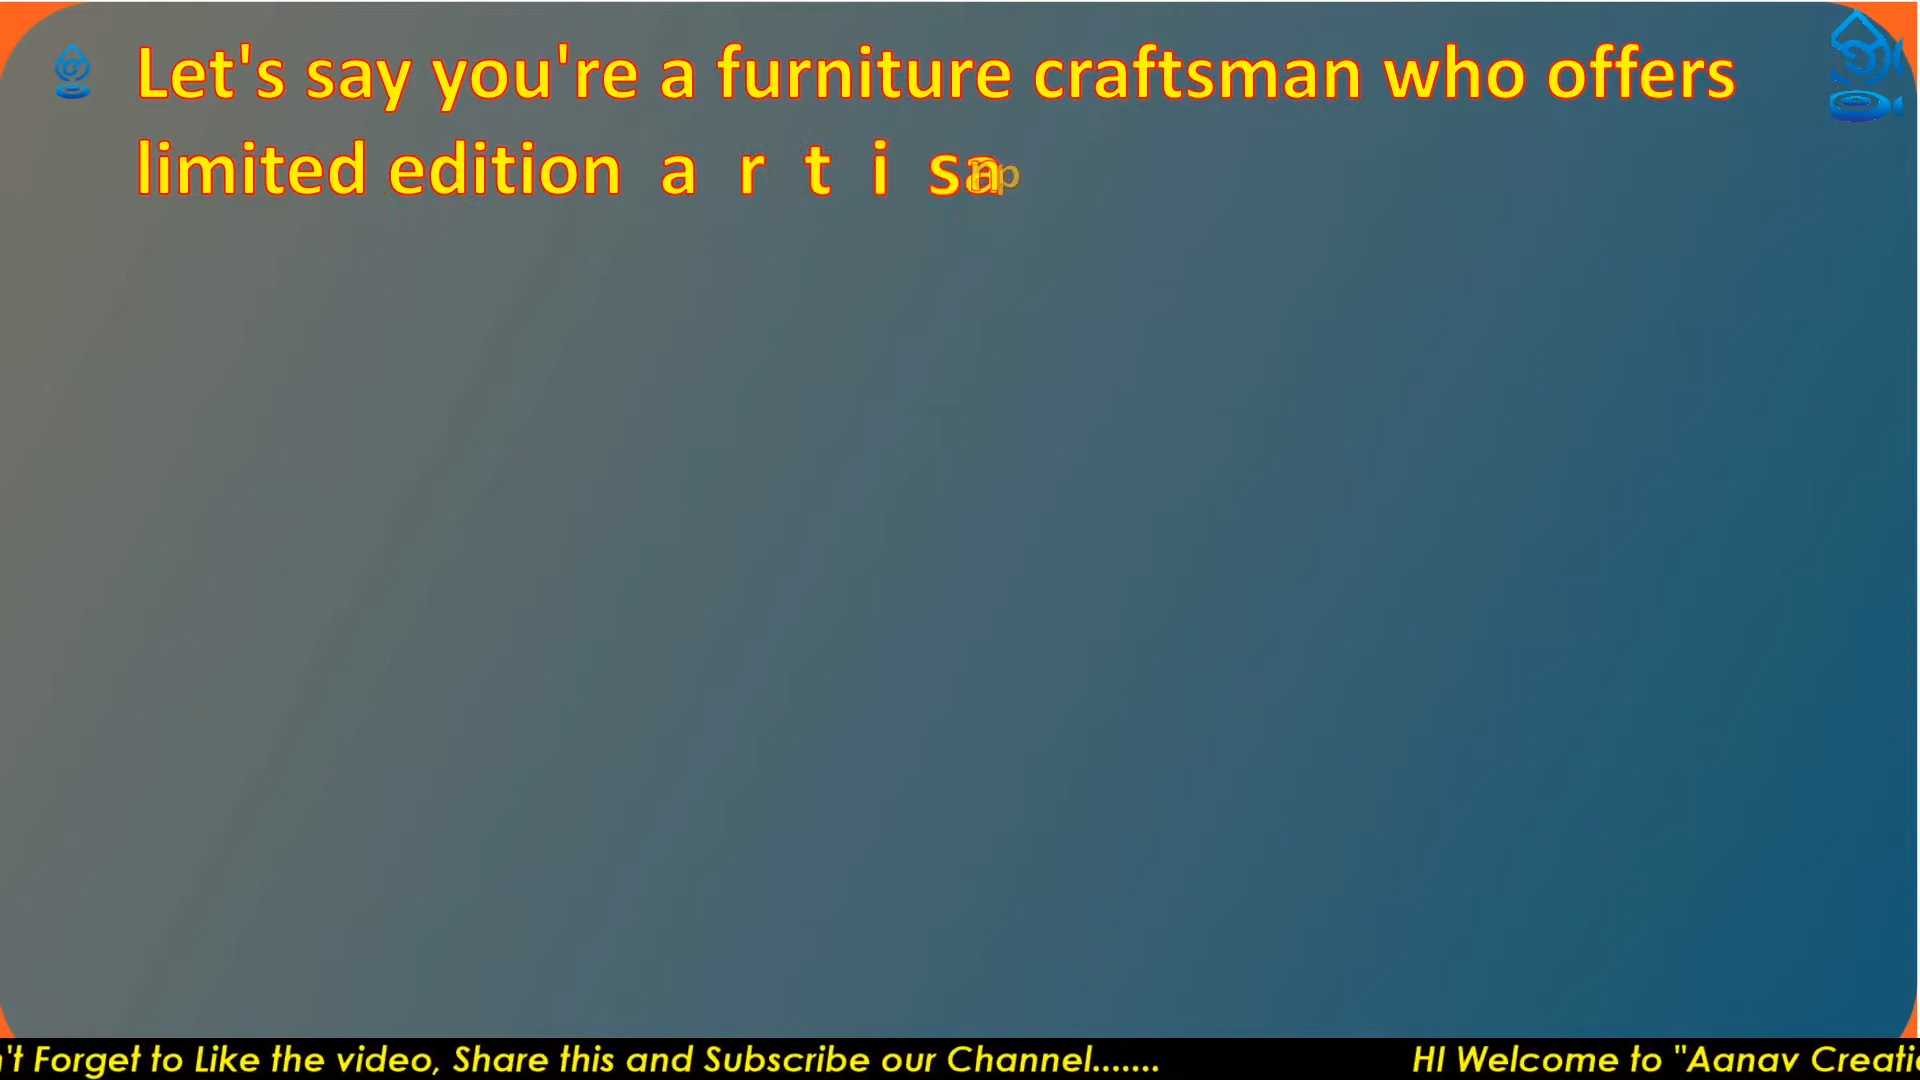 Let's say you're a furniture craftsman who offers
limited edition a r t i s
't Forget to Like the video, Share this and Subscribe our Channel....... HI Welcome to "Aanav Creati